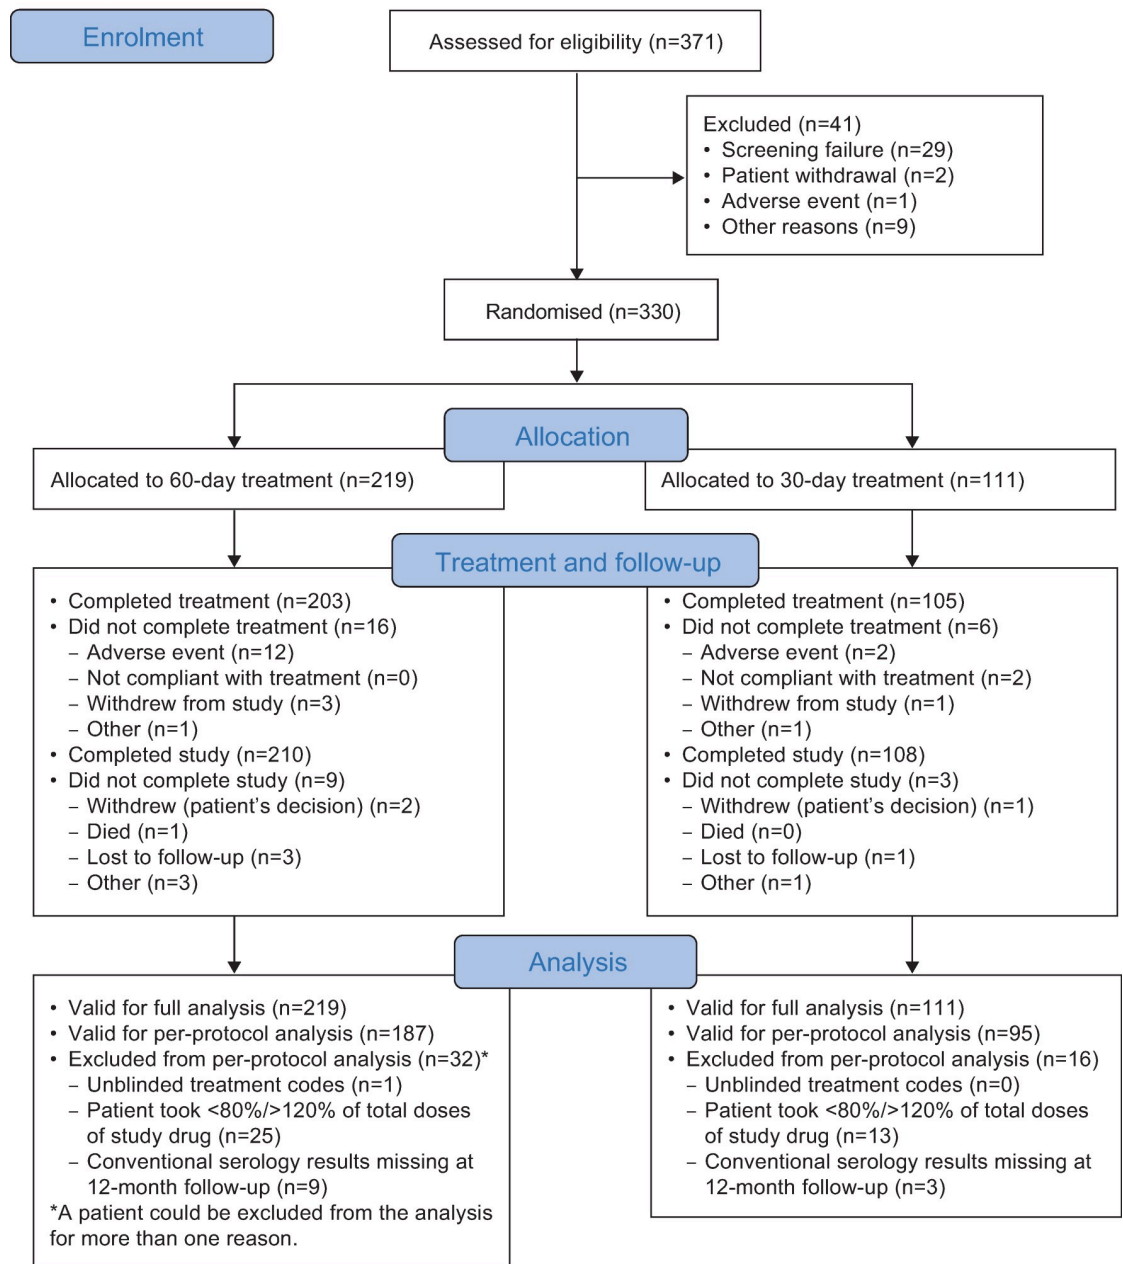 Enrolment
Assessed for eligibility (n=371)
Excluded (n=41)
• Screening failure (n=29)
• Patient withdrawal (n=2)
• Adverse event (n=1)
• Other reasons (n=9)
Randomised (n=330)
Allocation
Allocated to 60-day treatment (n=219)
Allocated to 30-day treatment (n=111)
Treatment and follow-up
• Completed treatment (n=203)
• Did not complete treatment (n=16)
– Adverse event (n=12)
– Not compliant with treatment (n=0)
– Withdrew from study (n=3)
– Other (n=1)
• Completed study (n=210)
• Did not complete study (n=9)
– Withdrew (patient’s decision) (n=2)
– Died (n=1)
– Lost to follow-up (n=3)
– Other (n=3)
• Completed treatment (n=105)
• Did not complete treatment (n=6)
– Adverse event (n=2)
– Not compliant with treatment (n=2)
– Withdrew from study (n=1)
– Other (n=1)
• Completed study (n=108)
• Did not complete study (n=3)
– Withdrew (patient’s decision) (n=1)
– Died (n=0)
– Lost to follow-up (n=1)
– Other (n=1)
Analysis
• Valid for full analysis (n=219)
• Valid for per-protocol analysis (n=187)
• Excluded from per-protocol analysis (n=32)*
– Unblinded treatment codes (n=1)
– Patient took <80%/>120% of total doses
of study drug (n=25)
– Conventional serology results missing at
12-month follow-up (n=9)
*A patient could be excluded from the analysis
for more than one reason.
• Valid for full analysis (n=111)
• Valid for per-protocol analysis (n=95)
• Excluded from per-protocol analysis (n=16)
– Unblinded treatment codes (n=0)
– Patient took <80%/>120% of total doses
of study drug (n=13)
– Conventional serology results missing at
12-month follow-up (n=3)